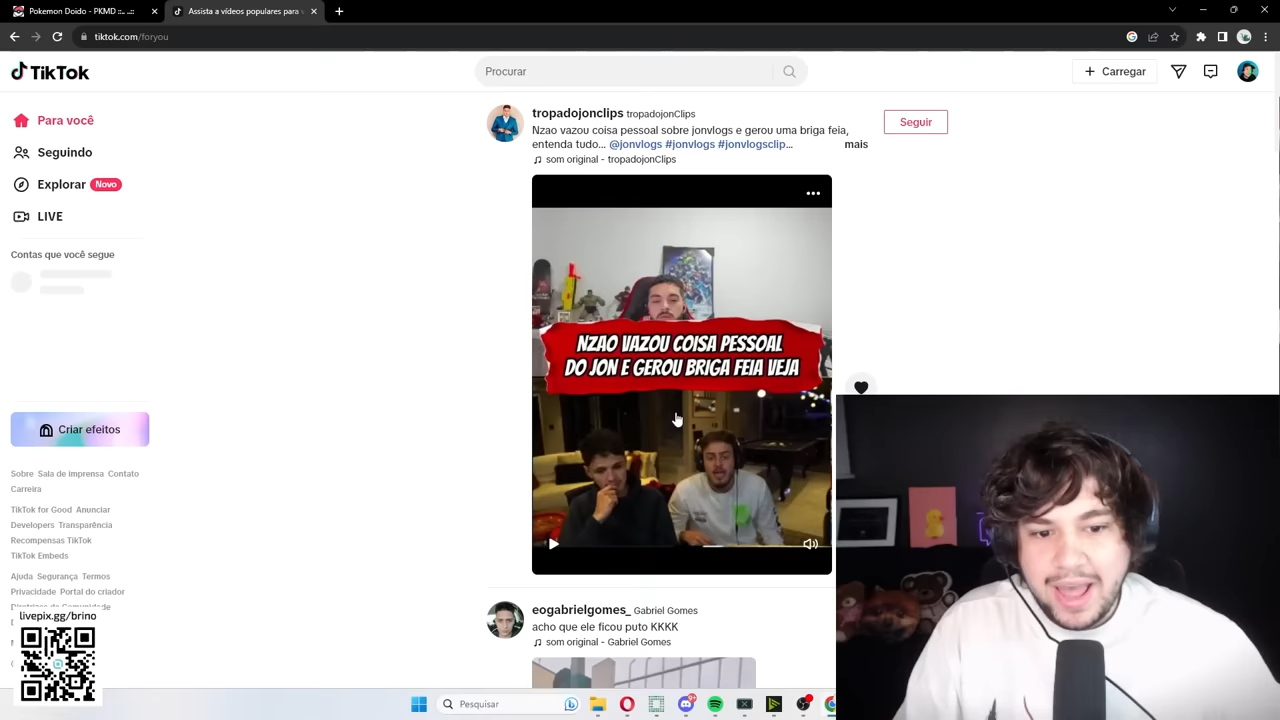 Pokemon Doido - PKMD :: .. ..::
Assista a vídeos populares para
tiktok.com/foryou
TikTok
Procurar
Carregar
Para você
Seguindo
Explorar Novo
LIVE
Contas que você segue
Criar efeitos
Sobre Sala de imprensa Contato
Carreira
TikTok for Good Anunciar
Developers Transparência
Recompensas TikTok
TikTok Embeds
Ajuda Segurança Termos
Privacidade Portal do criador
livepix.gg/brino
tropadojonclips tropadojonClips
Nzao vazou coisa pessoal sobre jonvlogs e gerou uma briga feia,
entenda tudo... @jonvlogs #jonvlogs #jonvlogsclip... mais
som original - tropadojonClips
Seguir
NZAO VAZOU COISA PESSOAL
DO JON E GEROU BRIGA FEIA VEJA
eogabrielgomes_ Gabriel Gomes
acho que ele ficou puto KKKK
som original - Gabriel Gomes
Pesquisar